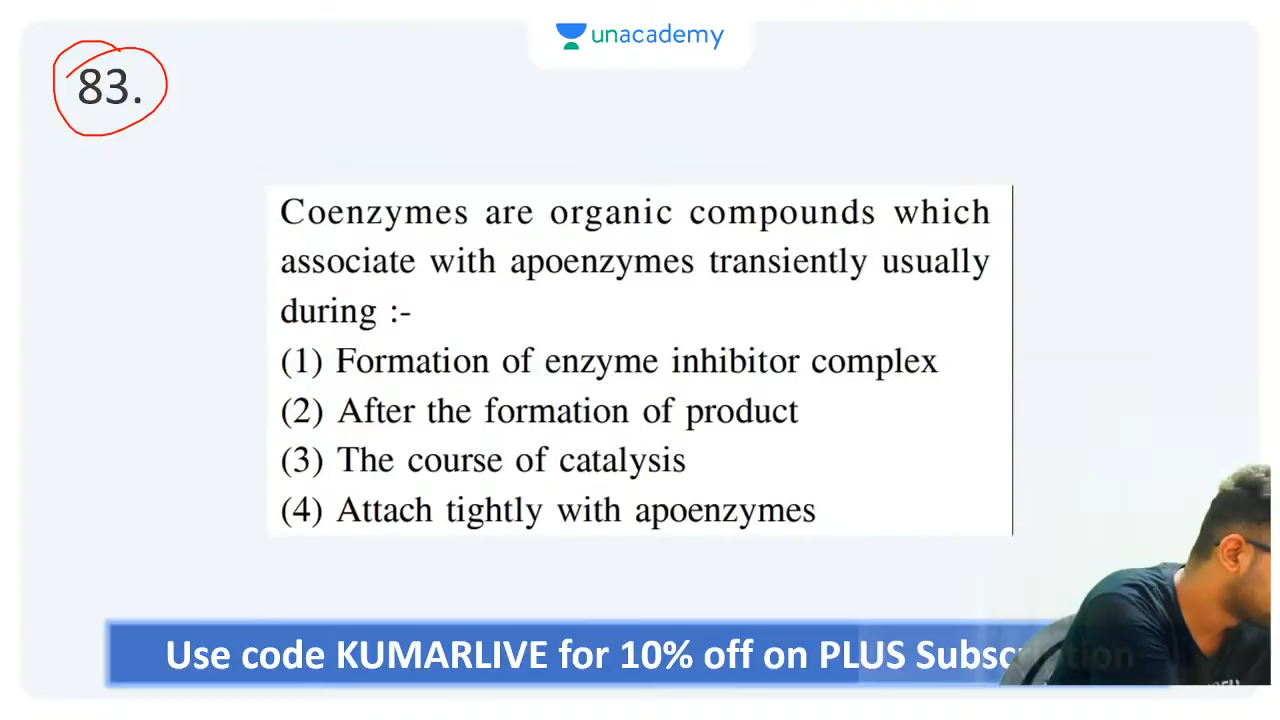 unacademy
83.
Coenzymes are organic compounds which
associate with apoenzymes transiently usually
during :-
(1) Formation of enzyme inhibitor complex
(2) After the formation of product
(3) The course of catalysis
(4) Attach tightly with apoenzymes
Use code KUMARLIVE for 10% off on PLUS Subscription